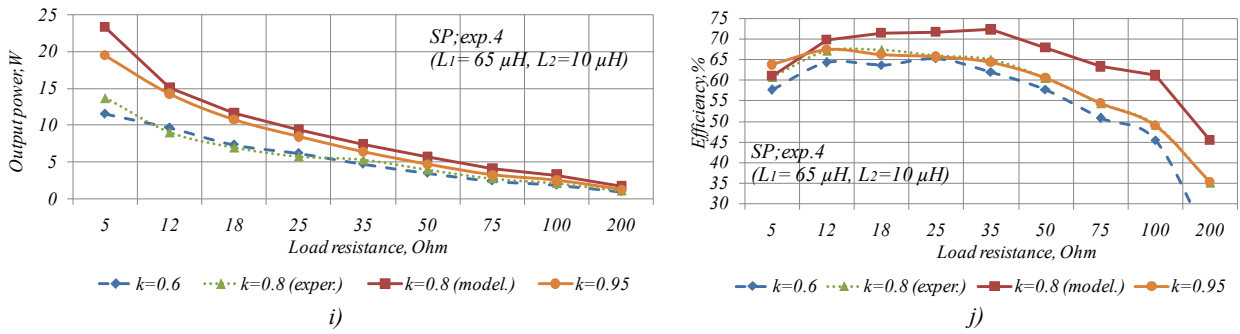 Output power,W
25
20
15
10
5
0
SP;exp.4
(L1= 65 µH, L2=10 µH)
5 12 18 25 35 50 75 100 200
Load resistance, Ohm
k=0.6 k=0.8 (exper.) k=0.8 (model.) k=0.95
i)
Efficiency,%
75
70
65
60
55
50
45
40
35
30
SP;exp.4
(L1= 65 µH, L2=10 µH)
5 12 18 25 35 50 75 100 200
Load resistance, Ohm
k=0.6 k=0.8 (exper.) k=0.8 (model.) k=0.95
j)